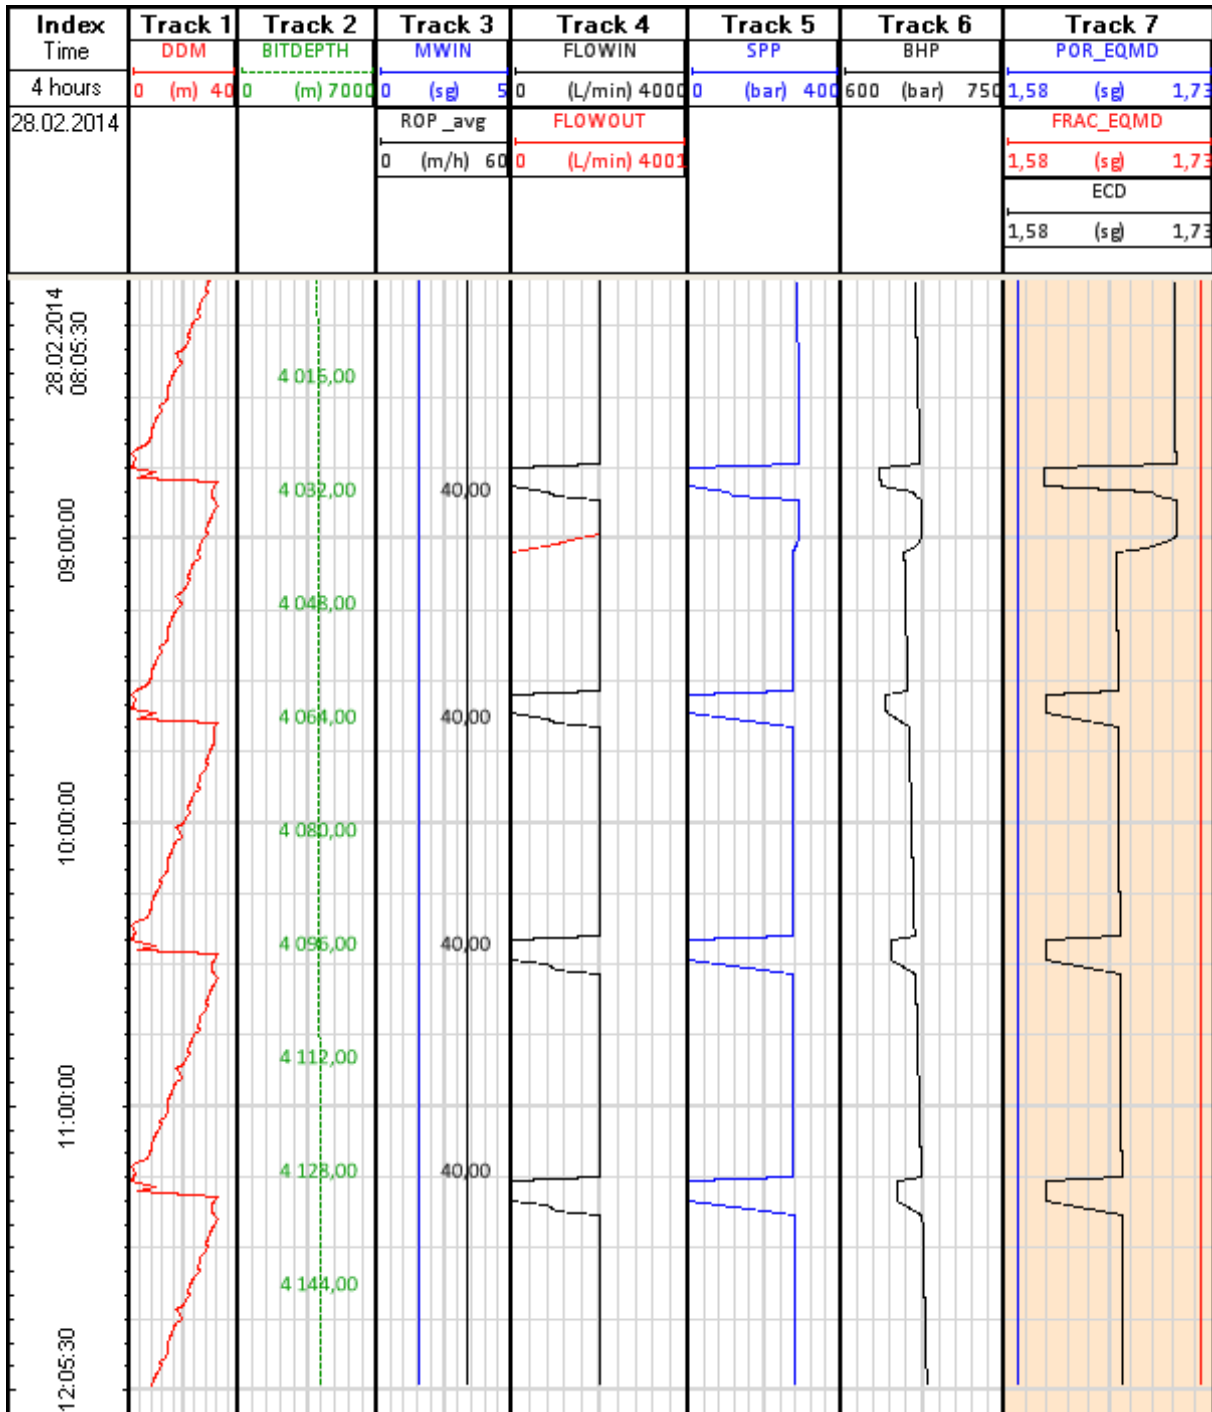 Index Track 1 Track 2 Track 3 Track 4 Track 5 Track 6 Track 7
Time DDM BITDEPTH MWIN FLOWIN SPP BHP POR_EQMD
4 hours 0 (m) 40 0 (m) 7000 0 (sg) 5 0 (L/min) 4000 0 (bar) 400 600 (bar) 750 1,58 (sg) 1,73
28.02.2014 ROP _avg FLOWOUT FRAC_EQMD
0 (m/h) 60 0 (L/min) 4001 1,58 (sg) 1,73
ECD
1,58 (sg) 1,73
28.02.2014
08:05:30
4 016,00
4 032,00 40,00
09:00:00
4 048,00
4 064,00 40,00
10:00:00
4 080,00
4 096,00 40,00
4 112,00
11:00:00
4 128,00 40,00
4 144,00
12:05:30